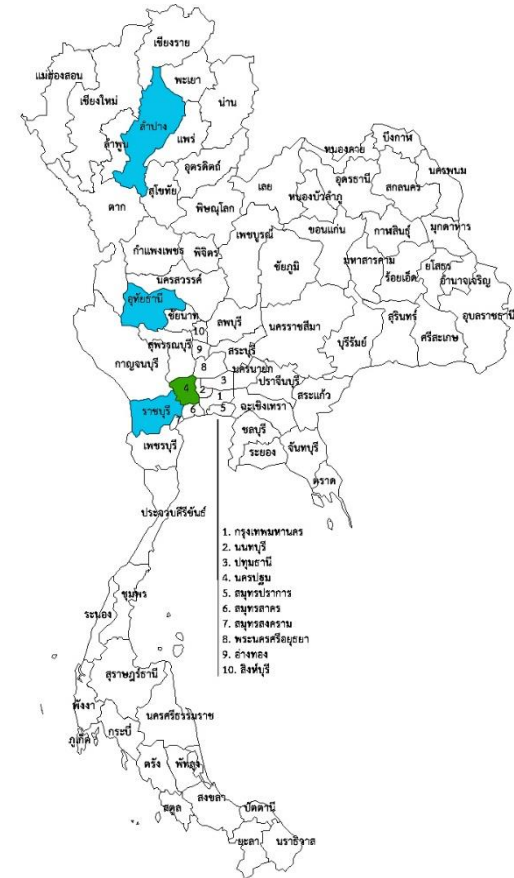 เชียงราย
แม่ฮ่องสอน
พะเยา
เชียงใหม่
น่าน
ลำปาง
ลำพูน
แพร่
บึงกาฬ
หนองคาย
อุตรดิตถ์
เลย
อุดรธานี
นครพนม
สกลนคร
สุโขทัย
หนองบัวลำภู
ตาก
พิษณุโลก
ขอนแก่น
กาฬสินธุ์
มุกดาหาร
เพชรบูรณ์
กำแพงเพชร
พิจิตร
มหาสารคาม
ยโสธร
ชัยภูมิ
ร้อยเอ็ด
อำนาจเจริญ
นครสวรรค์
อุทัยธานี
ชัยนาท
ลพบุรี
นครราชสีมา
สุรินทร์
อุบลราชธานี
10
บุรีรัมย์
ศรีสะเกษ
สุพรรณบุรี
9
สระบุรี
กาญจนบุรี
8
นครนายก
ปราจีนบุรี
4
3
2
1
สระแก้ว
ราชบุรี
6
5
ฉะเชิงเทรา
ชลบุรี
เพชรบุรี
ระยอง
จันทบุรี
ตราด
ประจวบคีรีขันธ์
1. กรุงเทพมหานคร
2. นนทบุรี
3. ปทุมธานี
4. นครปฐม
5. สมุทรปราการ
6. สมุทรสาคร
7. สมุทรสงคราม
8. พระนครศรีอยุธยา
9. อ่างทอง
10. สิงห์บุรี
ชุมพร
ระนอง
สุราษฎร์ธานี
พังงา
นครศรีธรรมราช
กระบี่
ภูเก็ต
ตรัง
พัทลุง
สงขลา
สตูล
ปัตตานี
ยะลา
นราธิวาส